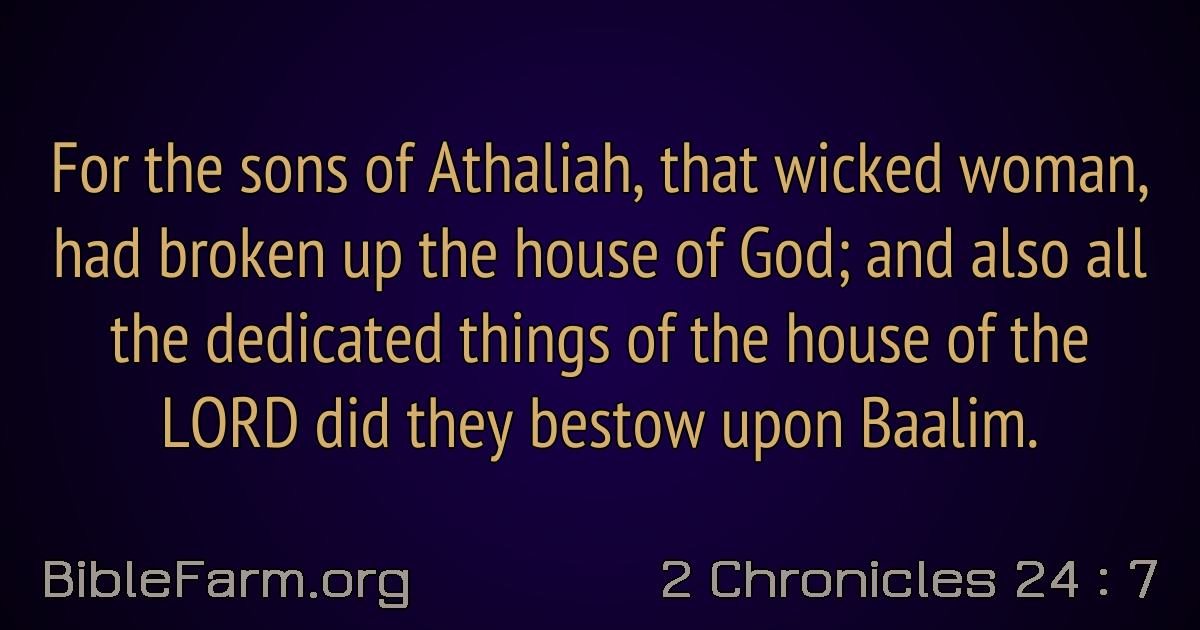 For the sons of Athaliah, that wicked woman,
had broken up the house of God; and also all
the dedicated things of the house of the
LORD did they bestow upon Baalim.
BibleFarm.org
2 Chronicles 24 : 7